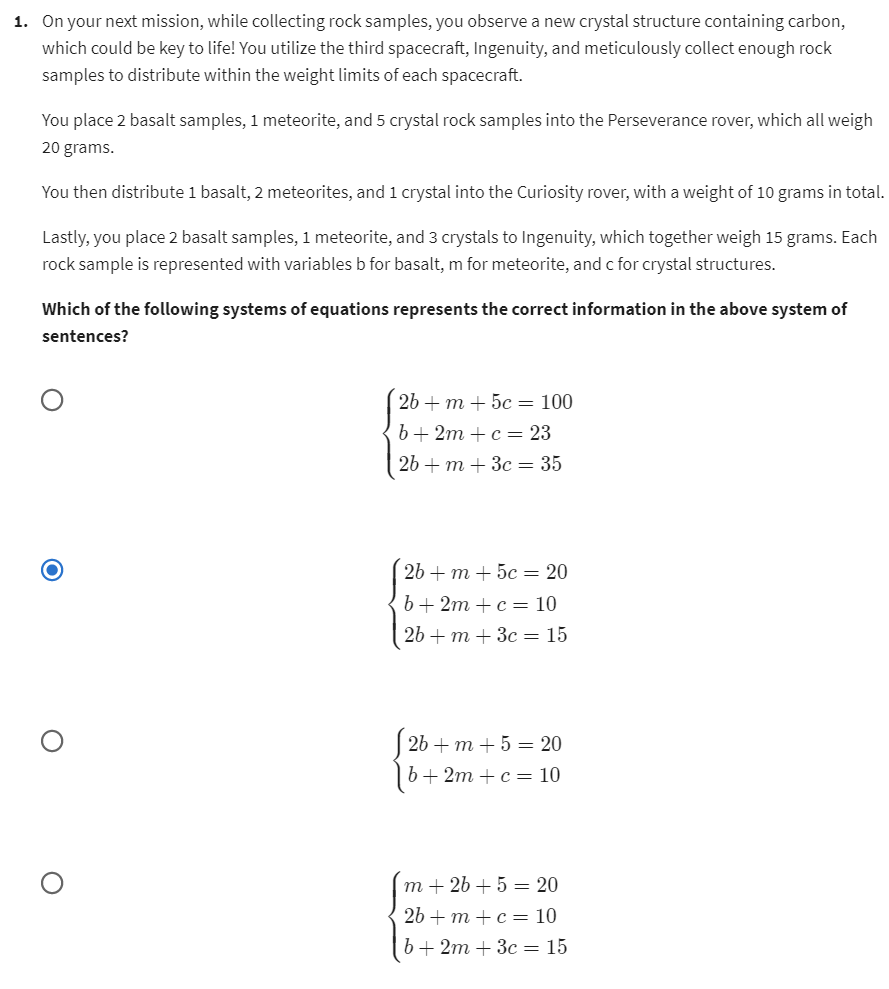 1. On your next mission, while collecting rock samples, you observe a new crystal structure containing carbon,
which could be key to life! You utilize the third spacecraft, Ingenuity, and meticulously collect enough rock
samples to distribute within the weight limits of each spacecraft.
You place 2 basalt samples, 1 meteorite, and 5 crystal rock samples into the Perseverance rover, which all weigh
20 grams.
You then distribute 1 basalt, 2 meteorites, and 1 crystal into the Curiosity rover, with a weight of 10 grams in total.
Lastly, you place 2 basalt samples, 1 meteorite, and 3 crystals to Ingenuity, which together weigh 15 grams. Each
rock sample is represented with variables b for basalt, m for meteorite, and c for crystal structures.
Which of the following systems of equations represents the correct information in the above system of
sentences?
2b + m + 5c = 100
b + 2m + c = 23
2b + m + 3c = 35
2b + m + 5c = 20
b + 2m + c = 10
2b + m + 3c = 15
2b + m + 5 = 20
b + 2m + c = 10
m + 2b + 5 = 20
2b + m + c = 10
b + 2m + 3c = 15